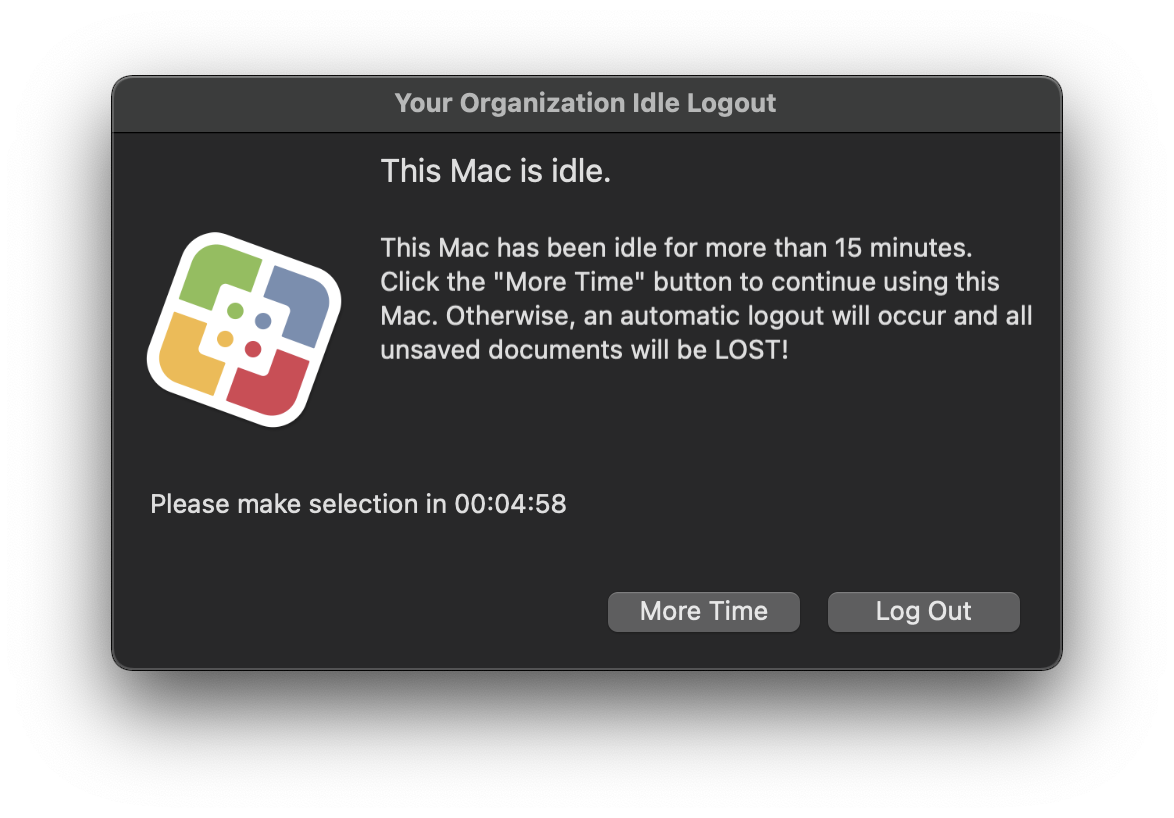 Your Organization Idle Logout
This Mac is idle.
This Mac has been idle for more than 15 minutes.
Click the "More Time" button to continue using this
Mac. Otherwise, an automatic logout will occur and all
unsaved documents will be LOST!
Please make selection in 00:04:58
More Time
Log Out